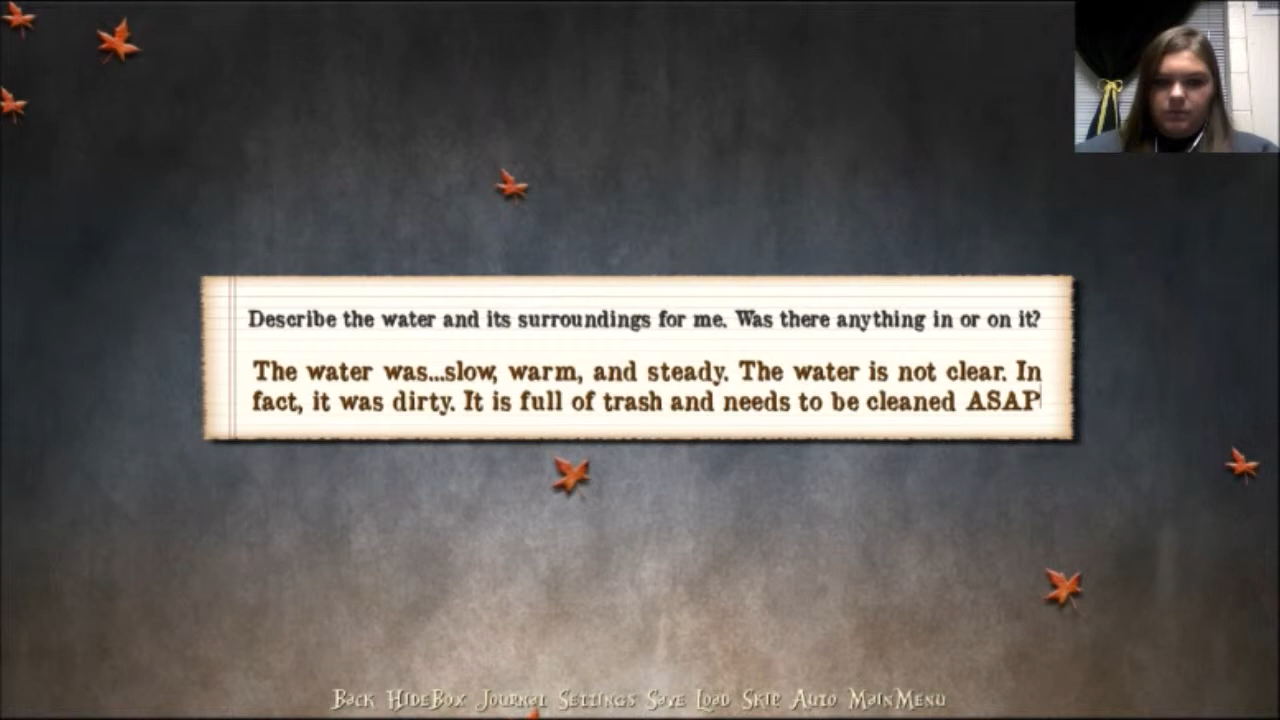 Describe the water and its surroundings for me. Was there anything in or on it?
The water was...slow, warm, and steady. The water is not clear. In
fact, it was dirty. It is full of trash and needs to be cleaned ASAP
Back HideBox Journal Settings Save Load Skip Auto MainMenu